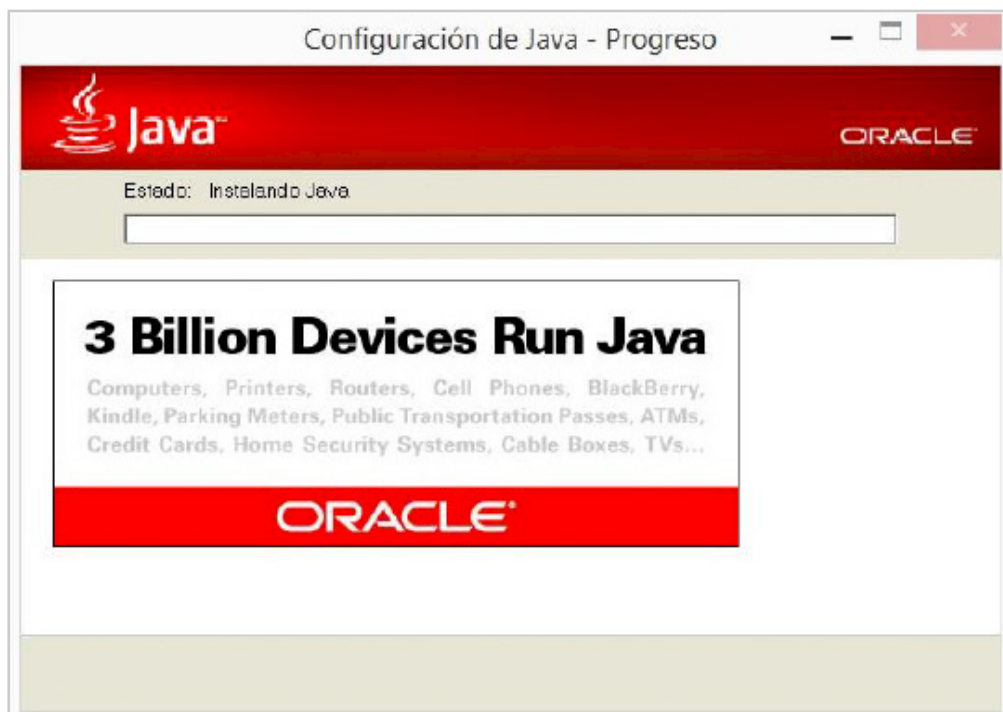 Configuración de Java - Progreso
Java™
ORACLE®
Estado: Instalando Java
3 Billion Devices Run Java
Computers, Printers, Routers, Cell Phones, BlackBerry,
Kindle, Parking Meters, Public Transportation Passes, ATMs,
Credit Cards, Home Security Systems, Cable Boxes, TVs...
ORACLE®